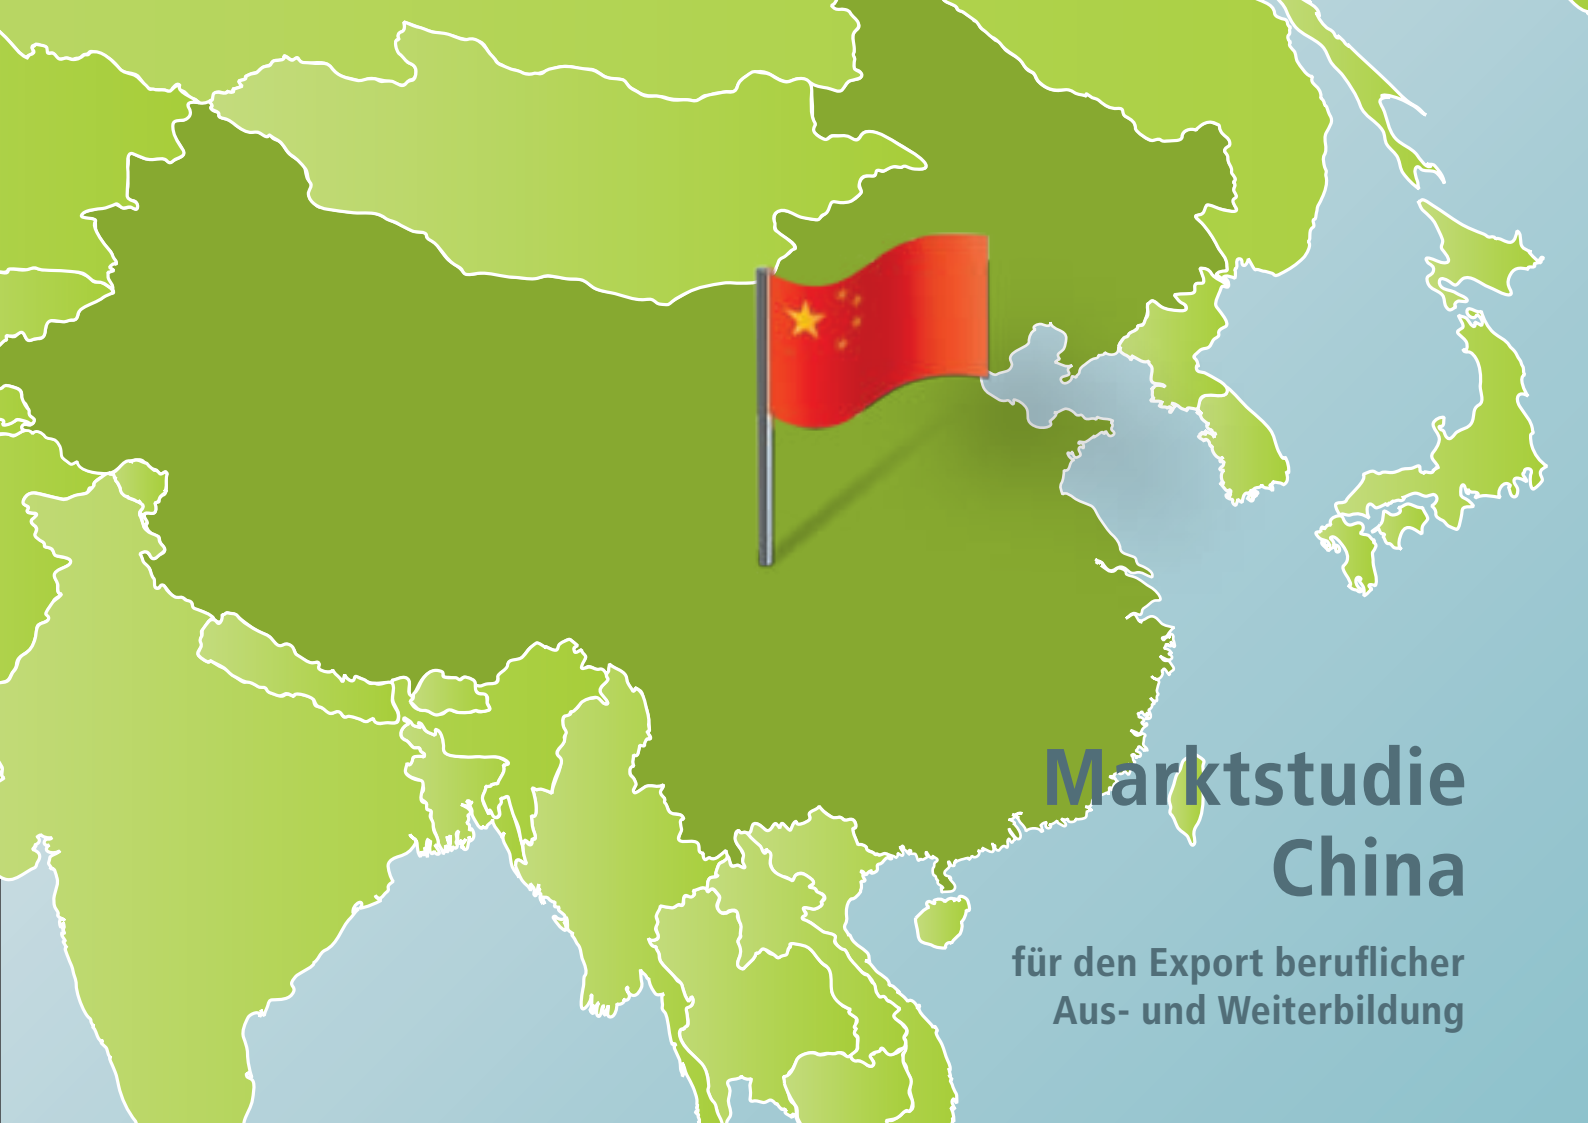 Marktstudie
China
für den Export beruflicher
Aus- und Weiterbildung